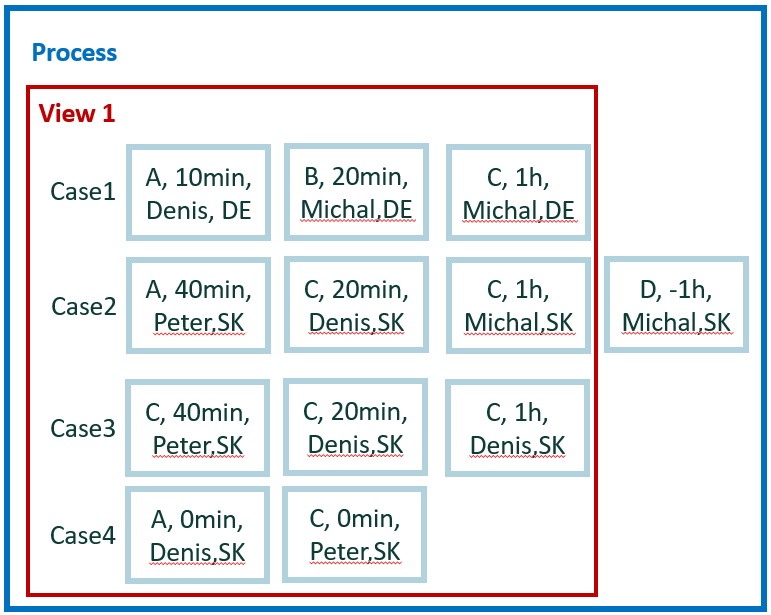 Process
View 1
Case1
A, 10min,
Denis, DE
B, 20min,
Michal,DE
C, 1h,
Michal,DE
Case2
A, 40min,
Peter,SK
C, 20min,
Denis,SK
C, 1h,
Michal,SK
D, -1h,
Michal,SK
Case3
C, 40min,
Peter,SK
C, 20min,
Denis,SK
C, 1h,
Denis,SK
Case4
A, 0min,
Denis,SK
C, 0min,
Peter,SK